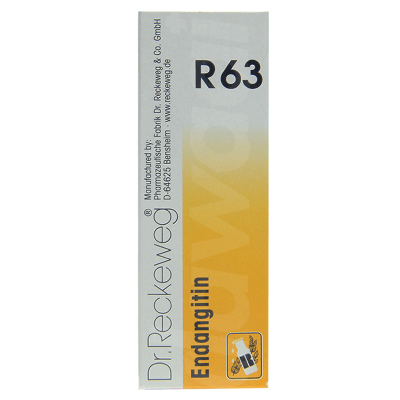 R63
Manufactured by:
Pharmazeutische Fabrik Dr. Reckeweg & Co. GmbH
D-64625 Bensheim · www.reckeweg.de
Dr.Reckeweg®
Endangitin